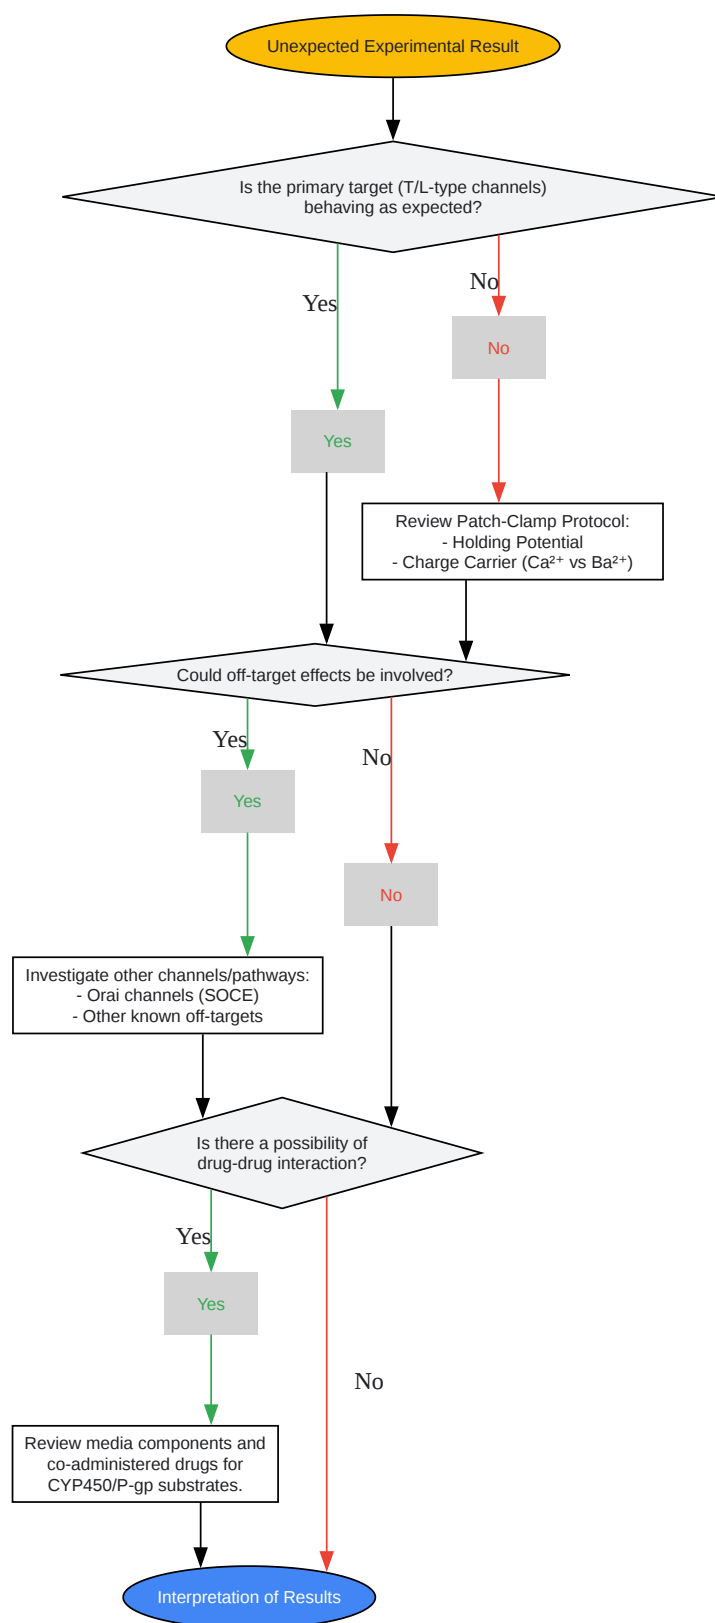 Unexpected Experimental Result
Is the primary target (T/L-type channels)
behaving as expected?
No
Yes
No
Yes
Review Patch-Clamp Protocol:
- Holding Potential
- Charge Carrier (Ca²⁺ vs Ba²⁺)
Could off-target effects be involved?
Yes
No
Yes
No
Investigate other channels/pathways:
- Orai channels (SOCE)
- Other known off-targets
Is there a possibility of
drug-drug interaction?
Yes
Yes
No
Review media components and
co-administered drugs for
CYP450/P-gp substrates.
Interpretation of Results